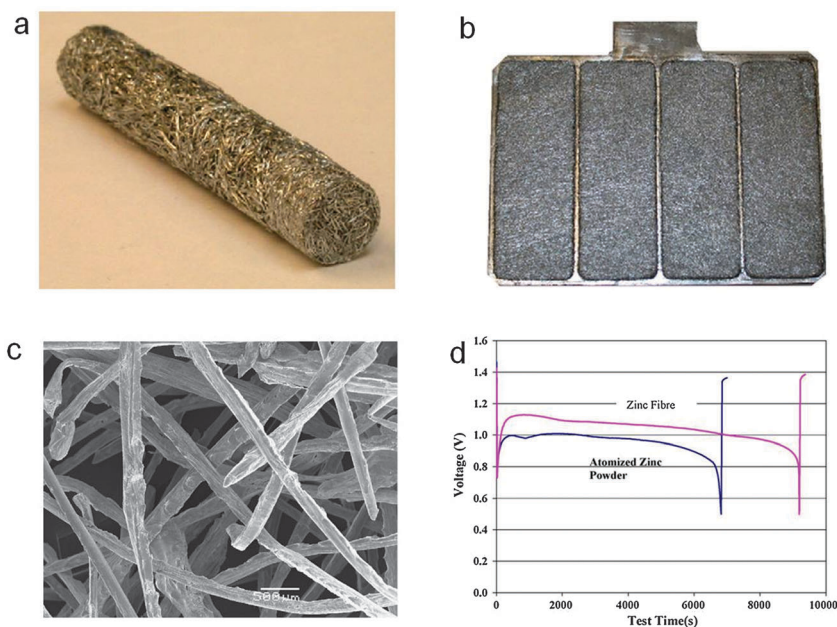 a
b
c
500μm
d
1.6
1.4
1.2
1.0
0.8
0.6
0.4
0.2
0.0
Voltage (V)
Zinc Fibre
Atomized Zinc
Powder
0
2000
4000
6000
8000
10000
Test Time(s)